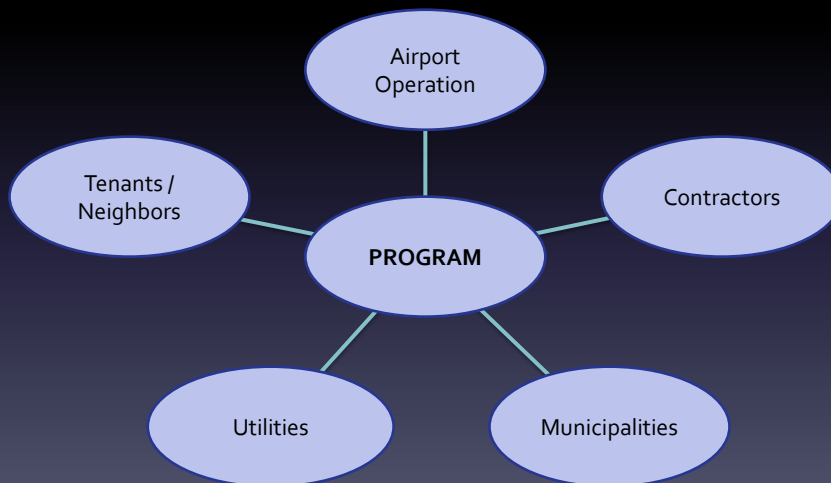 Airport
Operation
Tenants /
Neighbors
Contractors
PROGRAM
Utilities
Municipalities